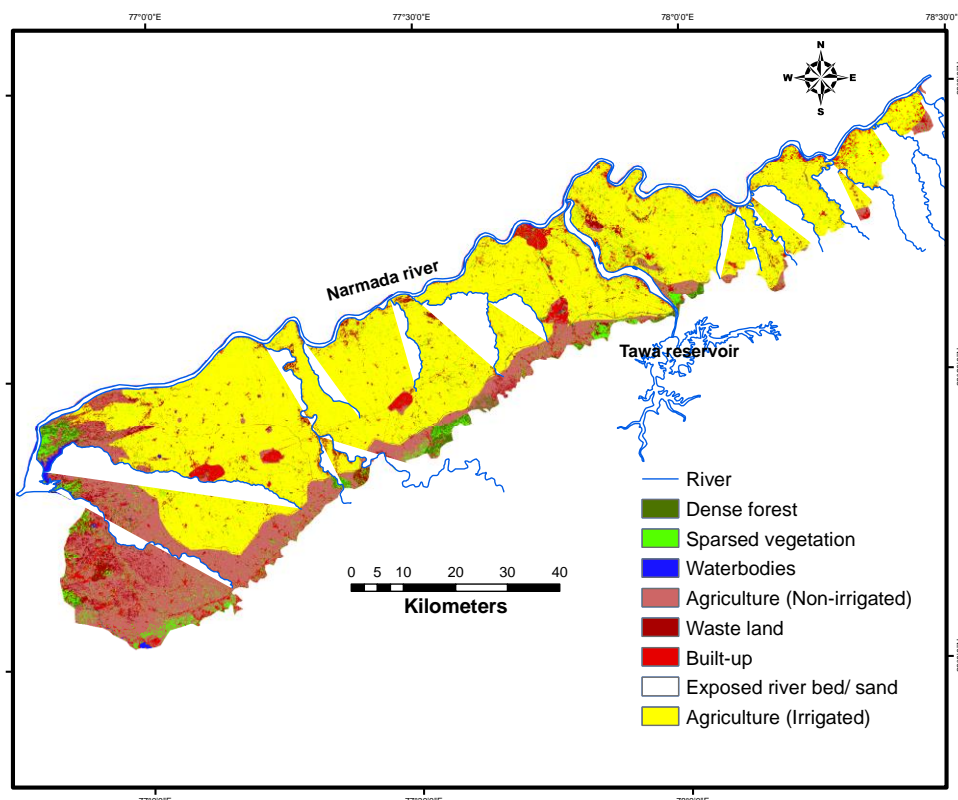 77°0'0"E 77°30'0"E 78°0'0"E 78°30'0"E
N
W E
S
Narmada river
Tawa reservoir
River
Dense forest
Sparsed vegetation
Waterbodies
Agriculture (Non-irrigated)
Waste land
Built-up
Exposed river bed/ sand
Agriculture (Irrigated)
0 5 10 20 30 40
Kilometers